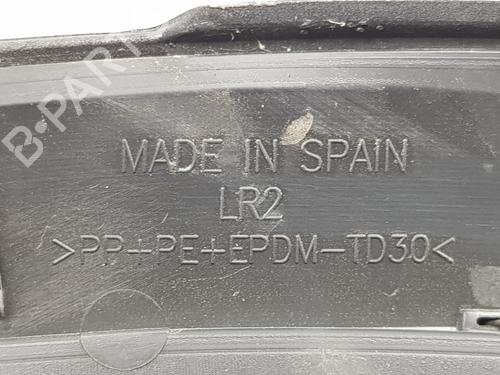 B-PARTS
MADE IN SPAIN
LR2
>PP+PE+EPDM-TD30<